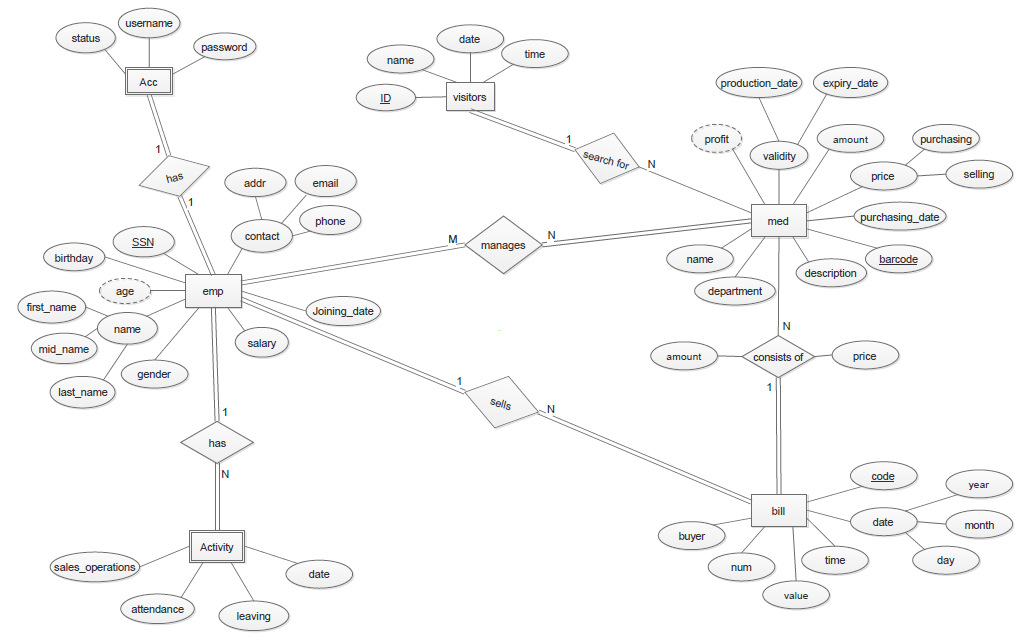 username
status
password
Acc
1
has
1
date
name
time
ID
visitors
1
search for
N
production_date
expiry_date
profit
validity
amount
purchasing
price
selling
med
purchasing_date
name
barcode
department
description
addr
email
contact
phone
SSN
birthday
age
emp
first_name
name
mid_name
last_name
gender
salary
Joining_date
M
manages
N
N
amount
consists of
price
1
1
sells
N
1
has
N
Activity
sales_operations
date
attendance
leaving
code
year
bill
date
month
buyer
num
time
day
value